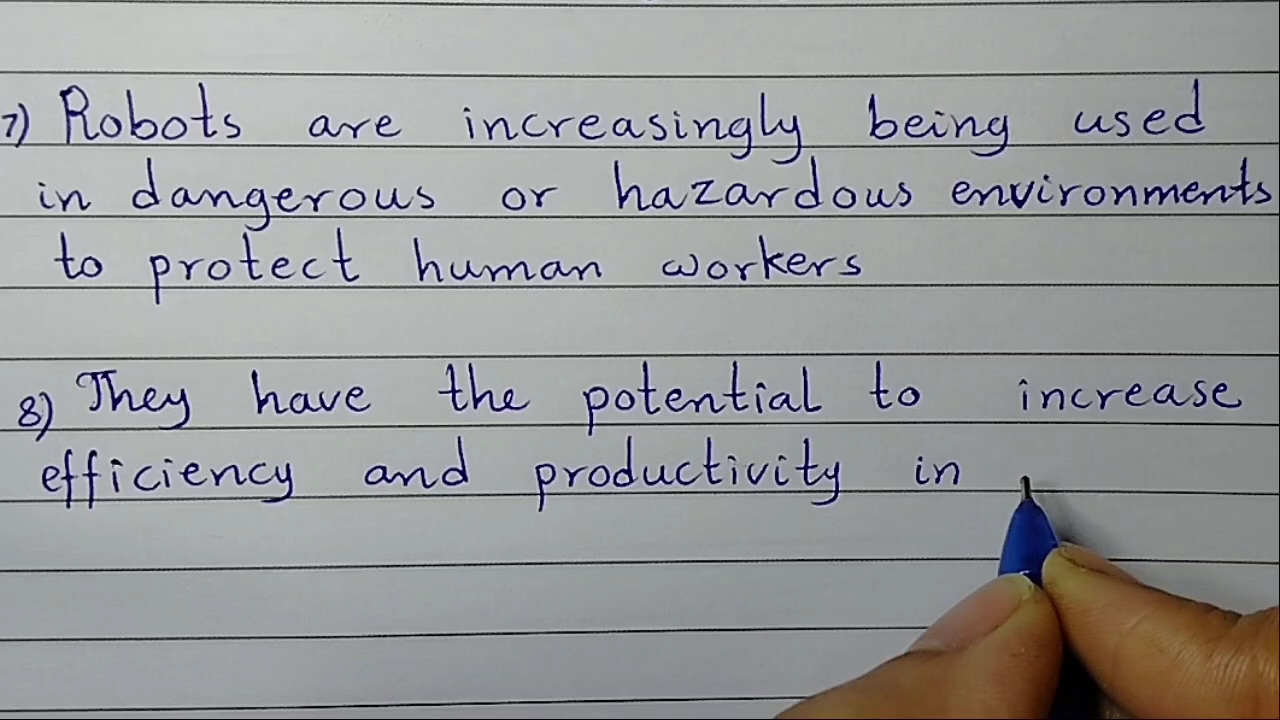 7) Robots are increasingly being used
in dangerous or hazardous environments
to protect human workers
8) They have the potential to increase
efficiency and productivity in